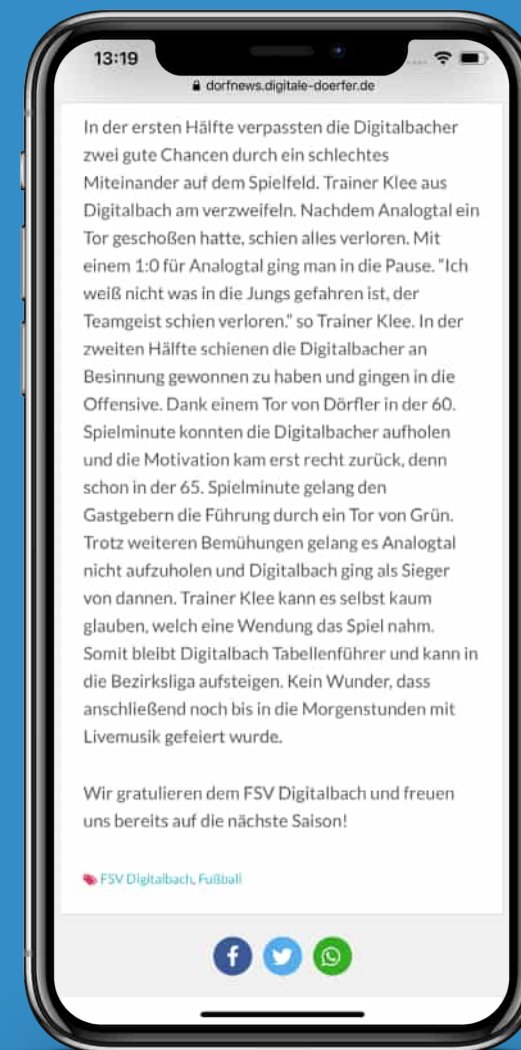 13:19
dorfnews.digitale-doerfer.de
In der ersten Hälfte verpassten die Digitalbacher
zwei gute Chancen durch ein schlechtes
Miteinander auf dem Spielfeld. Trainer Klee aus
Digitalbach am verzweifeln. Nachdem Analogtal ein
Tor geschoßen hatte, schien alles verloren. Mit
einem 1:0 für Analogtal ging man in die Pause. "Ich
weiß nicht was in die Jungs gefahren ist, der
Teamgeist schien verloren." so Trainer Klee. In der
zweiten Hälfte schienen die Digitalbacher an
Besinnung gewonnen zu haben und gingen in die
Offensive. Dank einem Tor von Dörfler in der 60.
Spielminute konnten die Digitalbacher aufholen
und die Motivation kam erst recht zurück, denn
schon in der 65. Spielminute gelang den
Gastgebern die Führung durch ein Tor von Grün.
Trotz weiteren Bemühungen gelang es Analogtal
nicht aufzuholen und Digitalbach ging als Sieger
von dannen. Trainer Klee kann es selbst kaum
glauben, welch eine Wendung das Spiel nahm.
Somit bleibt Digitalbach Tabellenführer und kann in
die Bezirksliga aufsteigen. Kein Wunder, dass
anschließend noch bis in die Morgenstunden mit
Livemusik gefeiert wurde.
Wir gratulieren dem FSV Digitalbach und freuen
uns bereits auf die nächste Saison!
FSV Digitalbach, Fußball